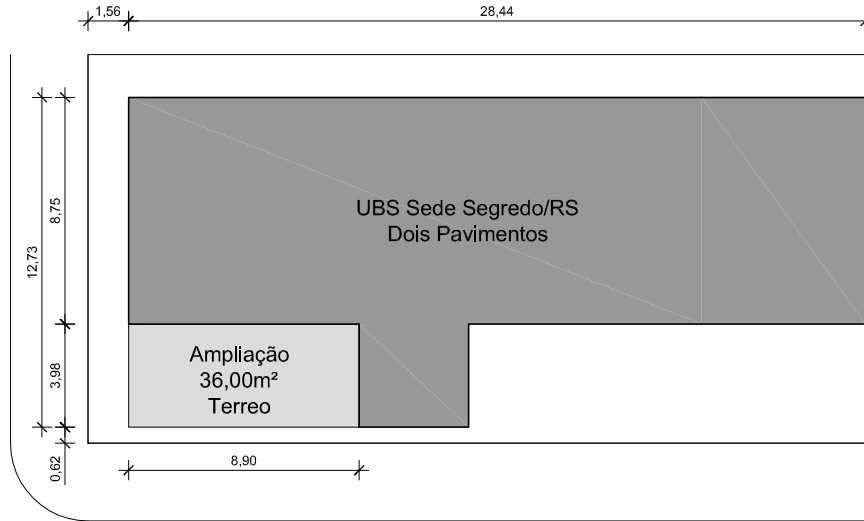 1,56
28,44
UBS Sede Segredo/RS
Dois Pavimentos
8,75
12,73
Ampliação
36,00m²
Terreo
3,98
0,62
8,90